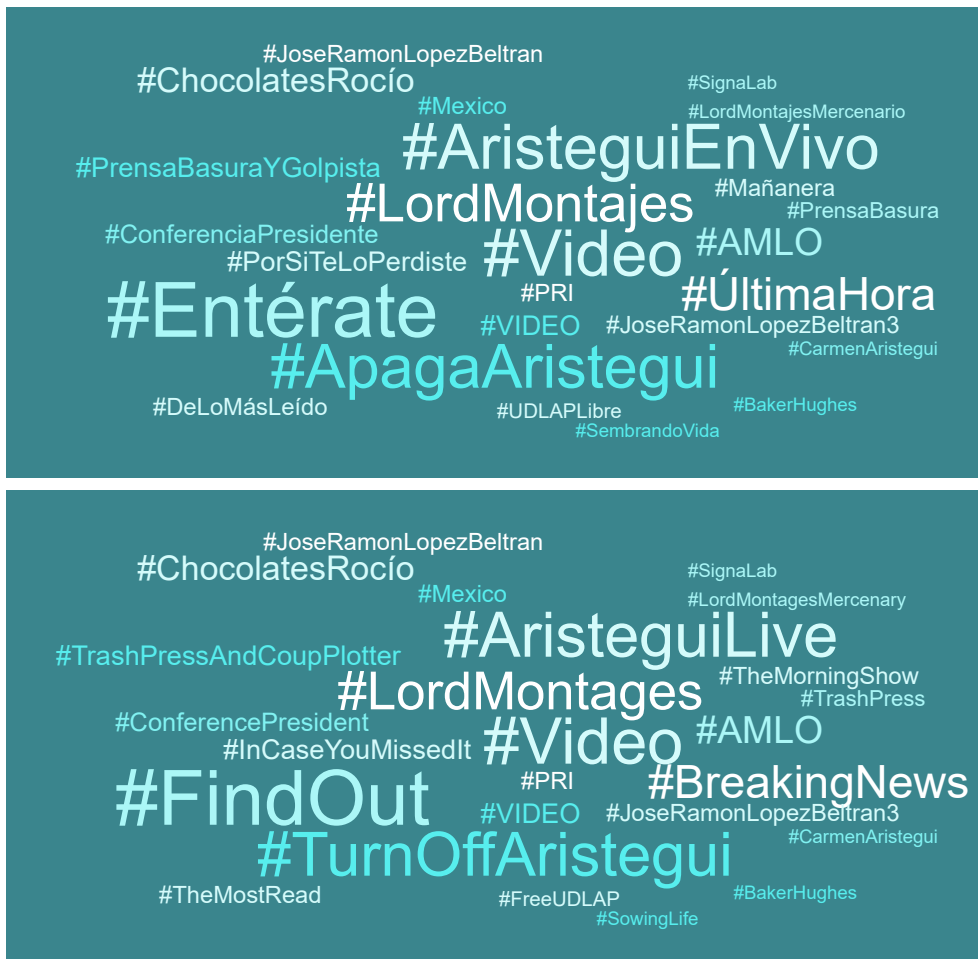 #JoseRamonLopezBeltran
#ChocolatesRocío
#SignaLab
#Mexico
#LordMontajesMercenario
#AristeguiEnVivo
#PrensaBasuraYGolpista
#LordMontajes
#Mañanera
#PrensaBasura
#ConferenciaPresidente
#Video
#AMLO
#PorSiTeLoPerdiste
#PRI
#ÚltimaHora
#Entérate
#VIDEO
#JoseRamonLopezBeltran3
#CarmenAristegui
#ApagaAristegui
#DeLoMásLeído
#UDLAPLibre
#BakerHughes
#SembrandoVida
#JoseRamonLopezBeltran
#ChocolatesRocío
#SignaLab
#Mexico
#LordMontagesMercenary
#AristeguiLive
#TrashPressAndCoupPlotter
#LordMontages
#TheMorningShow
#TrashPress
#ConferencePresident
#Video
#AMLO
#InCaseYouMissedIt
#PRI
#BreakingNews
#FindOut
#VIDEO
#JoseRamonLopezBeltran3
#CarmenAristegui
#TurnOffAristegui
#TheMostRead
#FreeUDLAP
#BakerHughes
#SowingLife